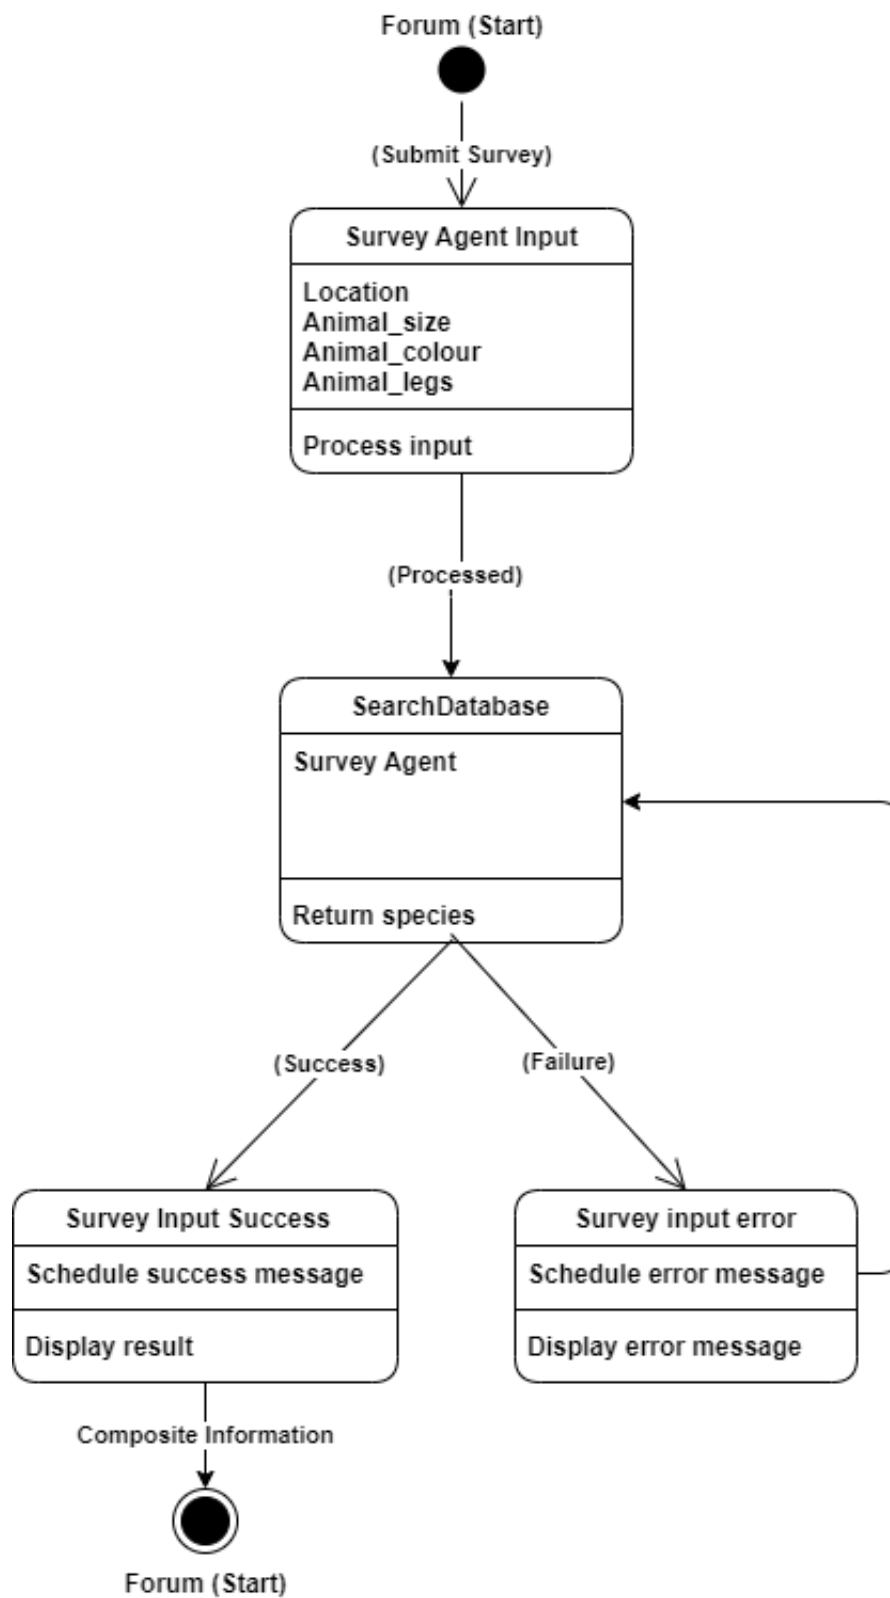 Forum (Start)
(Submit Survey)
Survey Agent Input
Location
Animal_size
Animal_colour
Animal_legs
Process input
(Processed)
SearchDatabase
Survey Agent
Return species
(Success)
(Failure)
Survey Input Success
Schedule success message
Display result
Survey input error
Schedule error message
Display error message
Composite Information
Forum (Start)